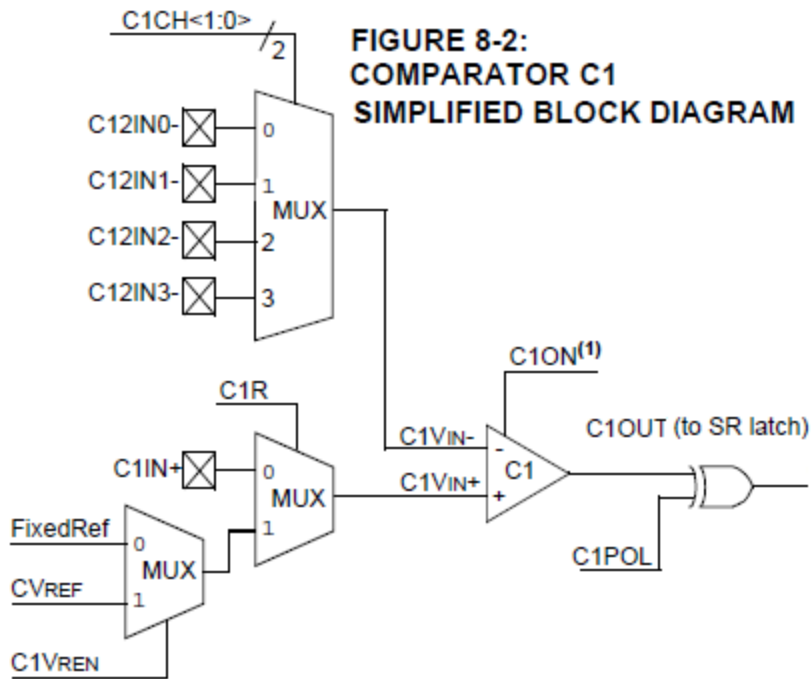 C1CH<1:0>
2
FIGURE 8-2:
COMPARATOR C1
SIMPLIFIED BLOCK DIAGRAM
C12IN0-
0
C12IN1-
1
MUX
C12IN2-
2
C12IN3-
3
C1ON(1)
C1R
C1OUT (to SR latch)
C1VIN-
-
C1
C1IN+
0
MUX
C1VIN+
+
1
FixedRef
0
MUX
CVREF
1
C1POL
C1VREN